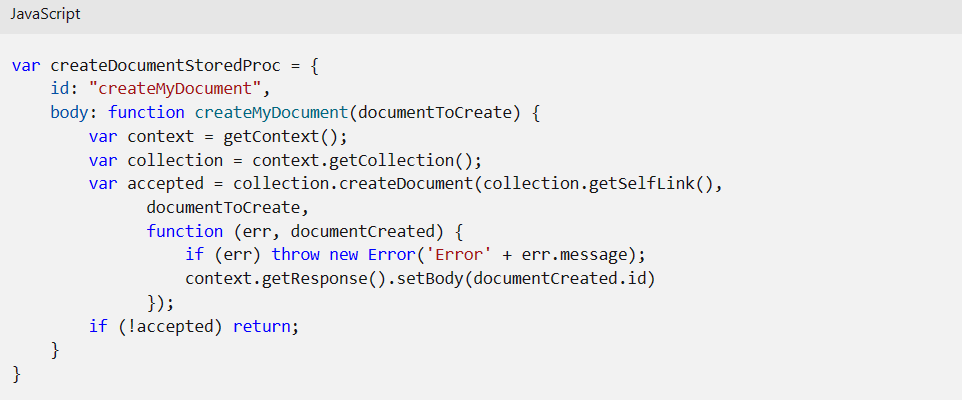 JavaScript
var createDocumentStoredProc = {
    id: "createMyDocument",
    body: function createMyDocument(documentToCreate) {
        var context = getContext();
        var collection = context.getCollection();
        var accepted = collection.createDocument(collection.getSelfLink(),
              documentToCreate,
              function (err, documentCreated) {
                  if (err) throw new Error('Error' + err.message);
                  context.getResponse().setBody(documentCreated.id)
              });
        if (!accepted) return;
    }
}